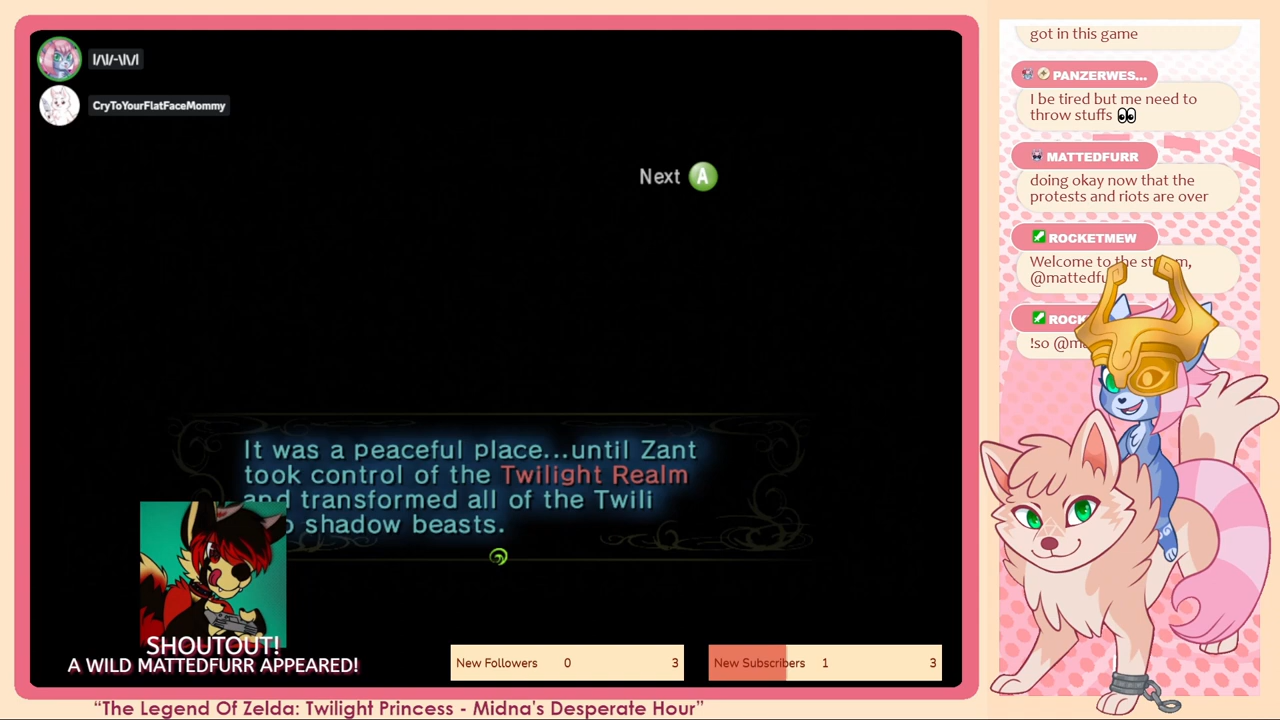 I/\I/-\I\/I
CryToYourFlatFaceMommy
Next A
It was a peaceful place...until Zant
took control of the Twilight Realm
and transformed all of the Twili
shadow beasts.
SHOUTOUT!
A WILD MATTEDFURR APPEARED!
New Followers 0 3
New Subscribers 1 3
"The Legend Of Zelda: Twilight Princess - Midna's Desperate Hour"
got in this game
PANZERWES...
I be tired but me need to
throw stuffs 👀
MATTEDFURR
doing okay now that the
protests and riots are over
ROCKETMEW
Welcome to the stream,
@mattedfu
ROCK
!so @ma